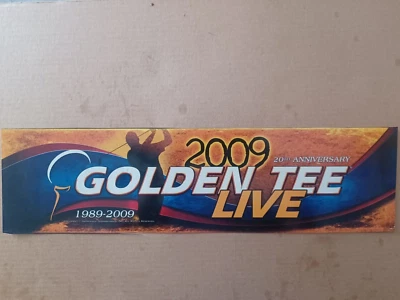 2009
20TH ANNIVERSARY
GOLDEN TEE
LIVE
1989-2009